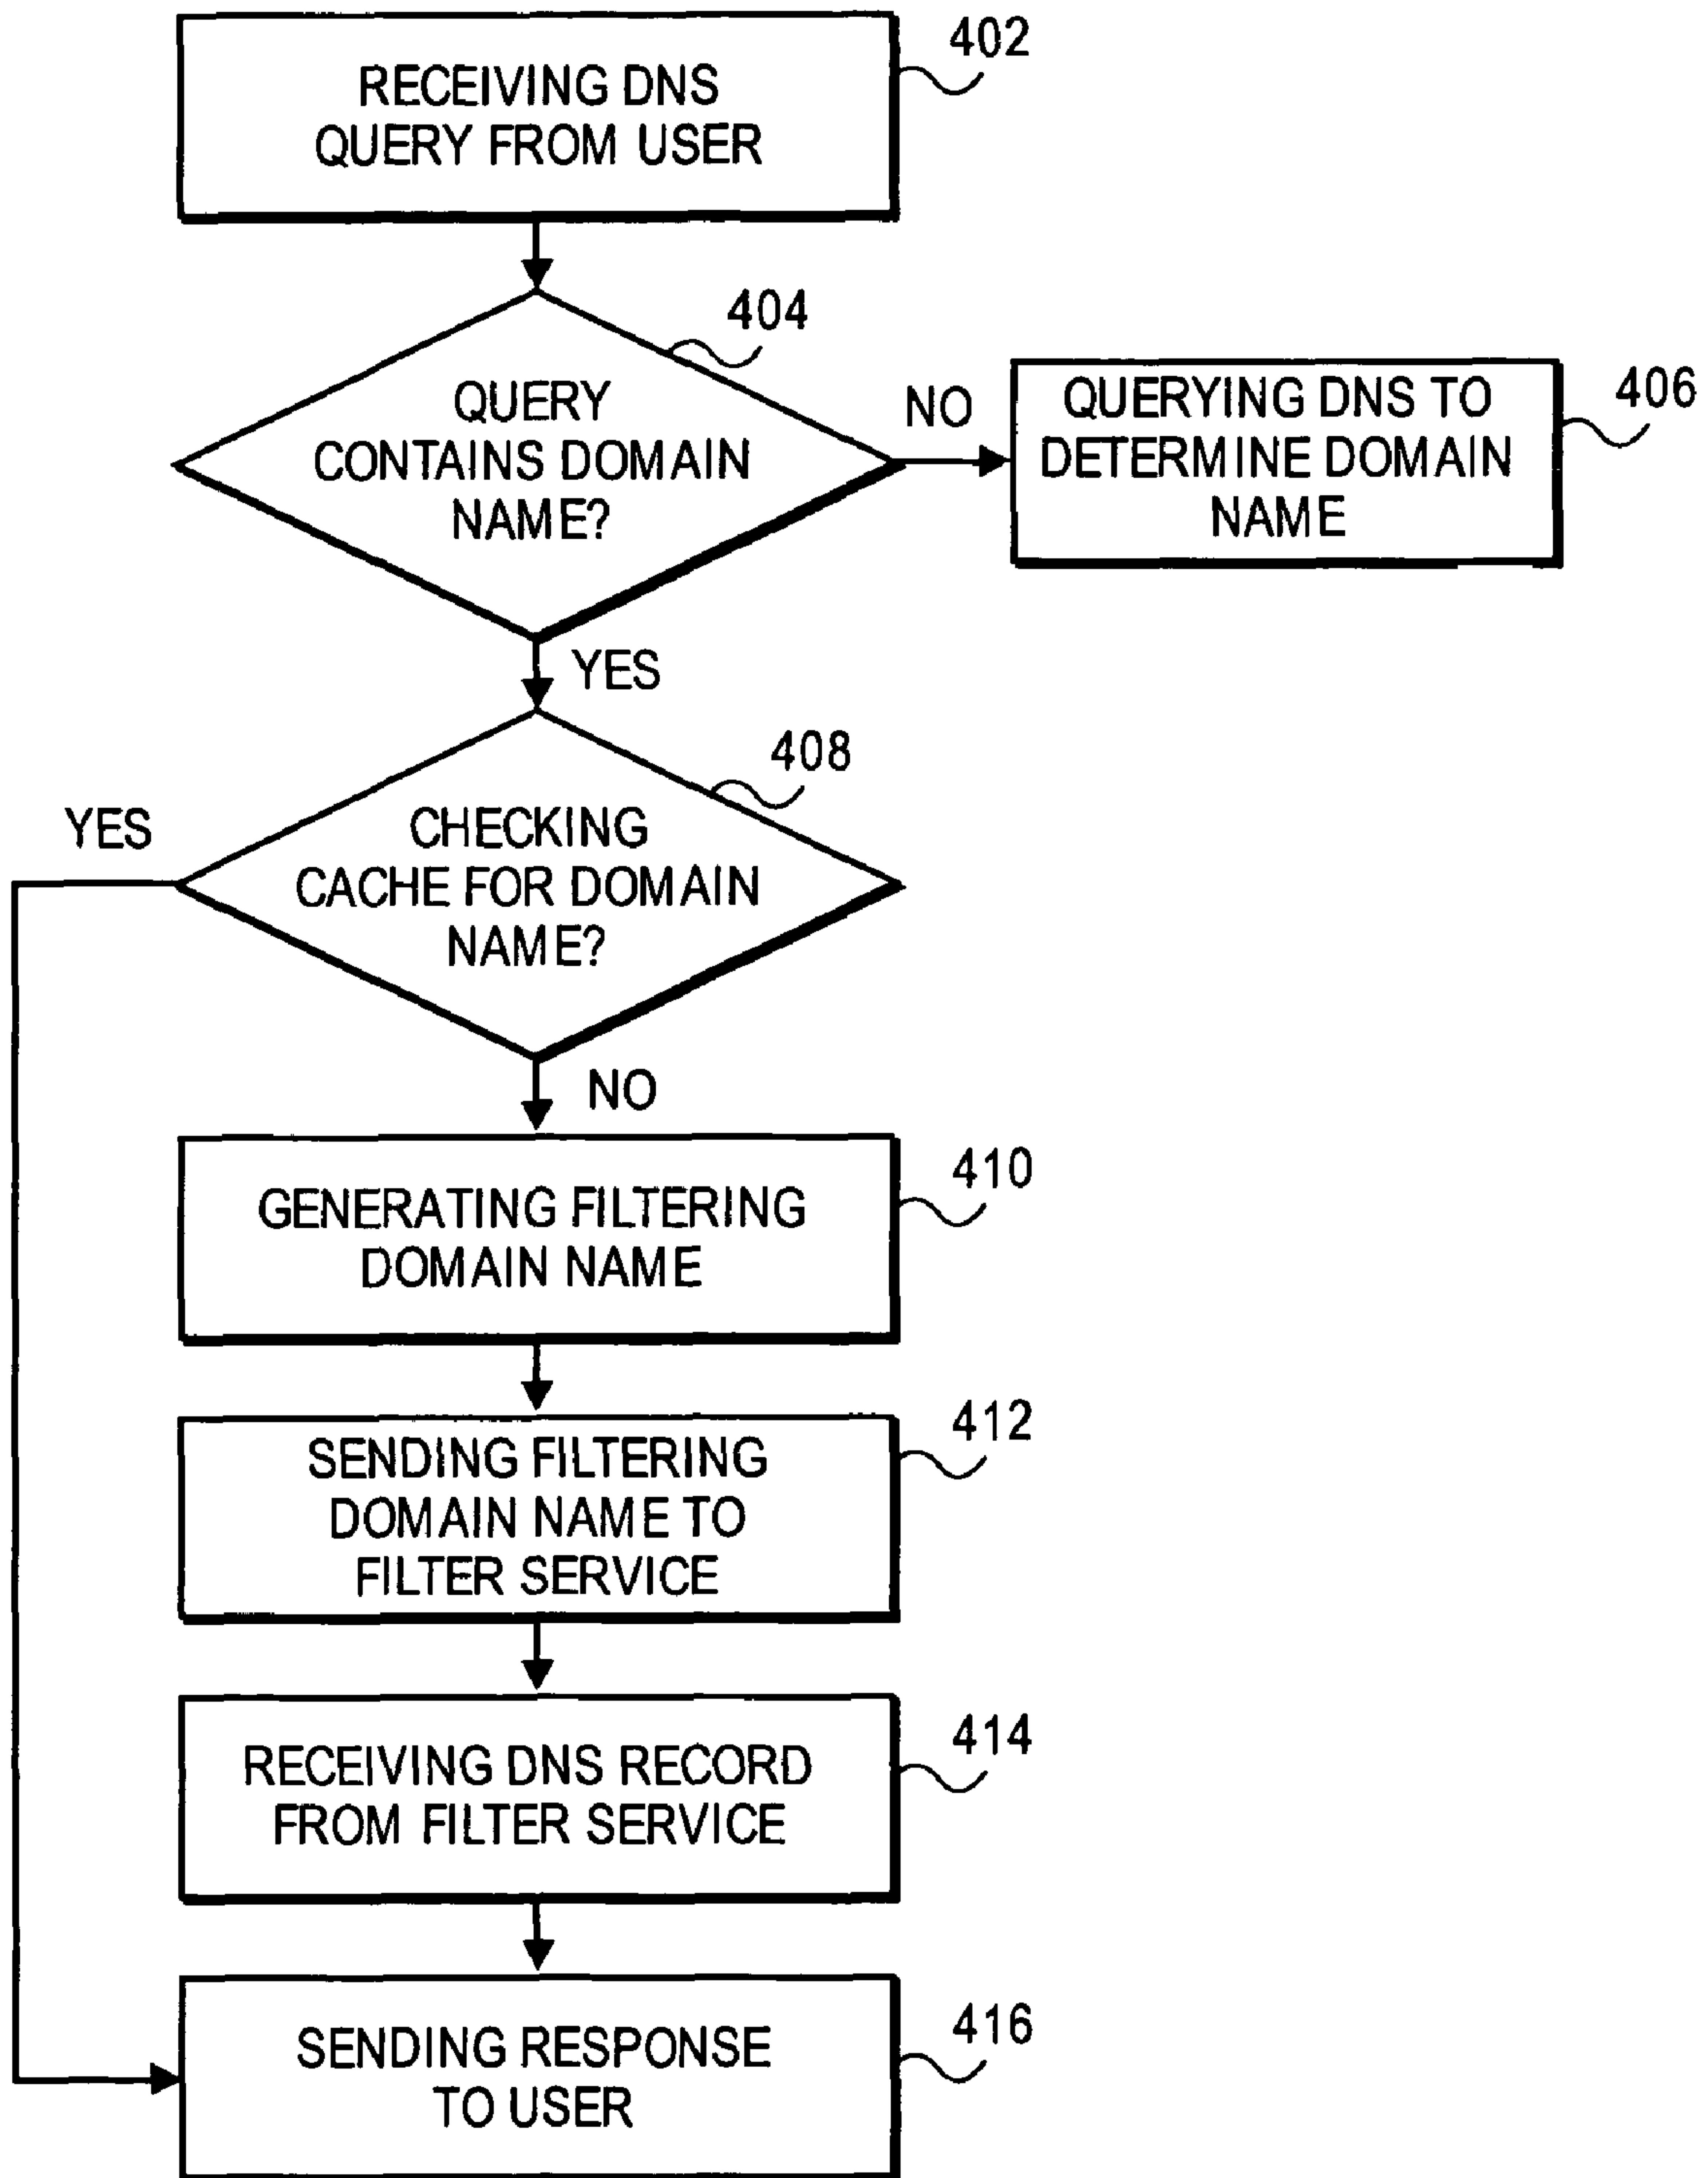 402
RECEIVING DNS
QUERY FROM USER
404
QUERY
CONTAINS DOMAIN
NAME?
NO
QUERYING DNS TO
DETERMINE DOMAIN
NAME
406
YES
408
YES
CHECKING
CACHE FOR DOMAIN
NAME?
NO
410
GENERATING FILTERING
DOMAIN NAME
412
SENDING FILTERING
DOMAIN NAME TO
FILTER SERVICE
414
RECEIVING DNS RECORD
FROM FILTER SERVICE
416
SENDING RESPONSE
TO USER